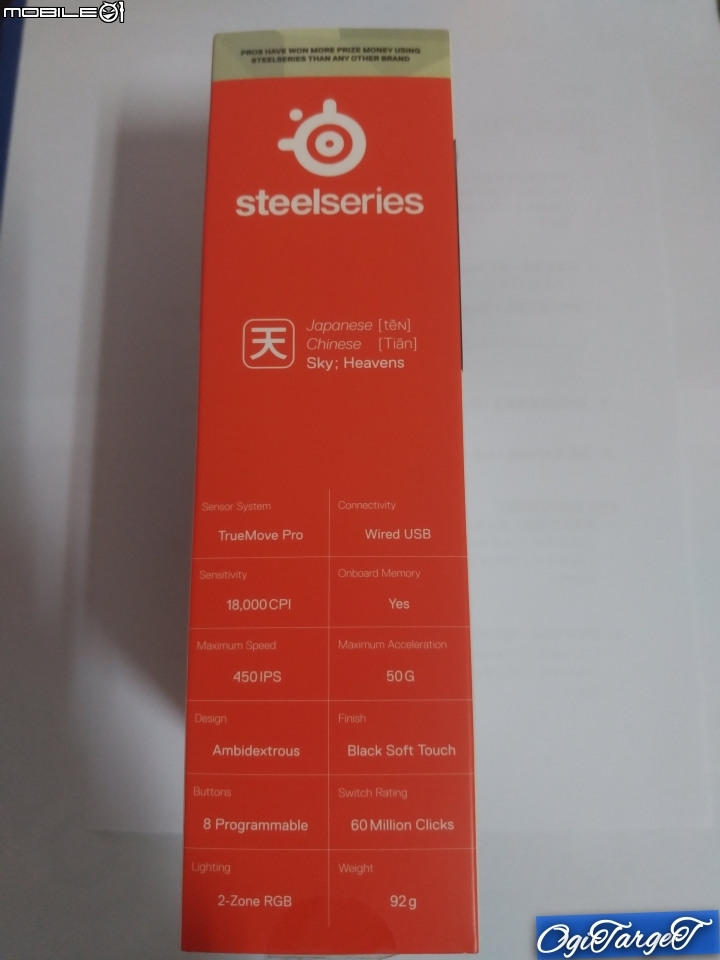 MOBILE01
PROS HAVE WON MORE PRIZE MONEY USING
STEELSERIES THAN ANY OTHER BRAND
steelseries
天
Japanese [tēɴ]
Chinese [Tiān]
Sky; Heavens
Sensor System
TrueMove Pro
Connectivity
Wired USB
Sensitivity
18,000 CPI
Onboard Memory
Yes
Maximum Speed
450 IPS
Maximum Acceleration
50 G
Design
Ambidextrous
Finish
Black Soft Touch
Buttons
8 Programmable
Switch Rating
60 Million Clicks
Lighting
2-Zone RGB
Weight
92 g
OgiTargeT